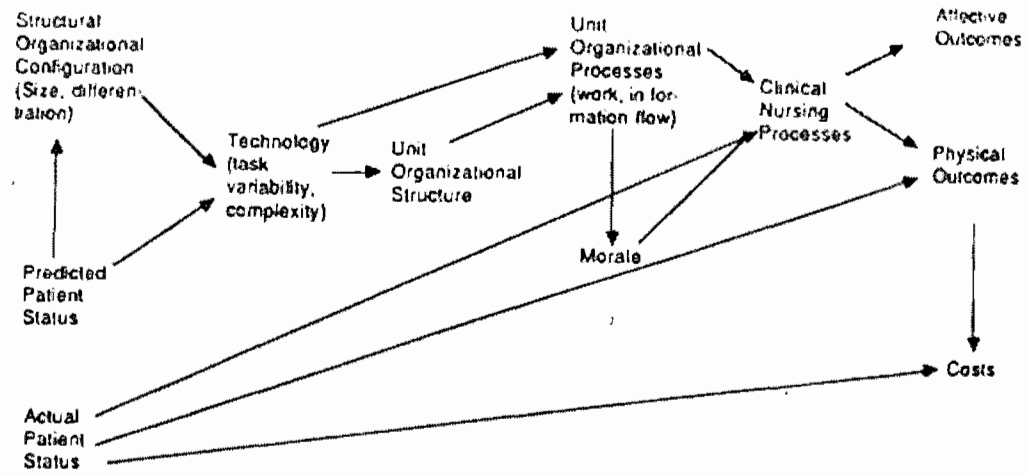 Structural
Organizational
Configuration
(Size, differen-
tiation)
Predicted
Patient
Status
Actual
Patient
Status
Technology
(task
variability,
complexity)
Unit
Organizational
Structure
Unit
Organizational
Processes
(work, in for-
mation flow)
Morale
Clinical
Nursing
Processes
Affective
Outcomes
Physical
Outcomes
Costs